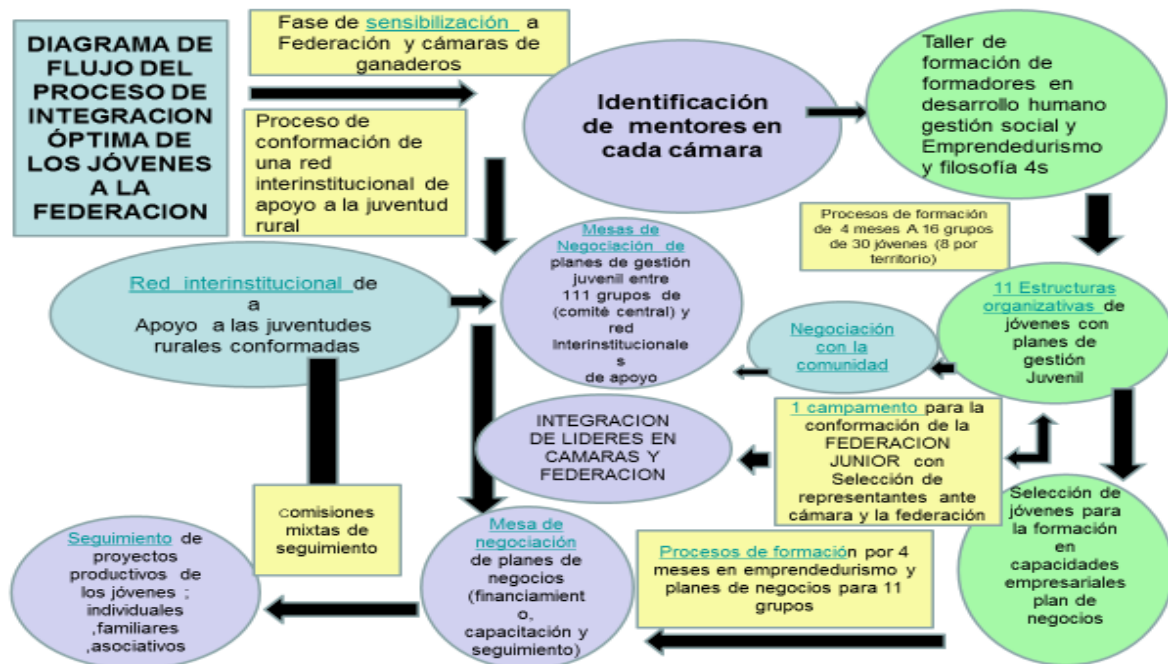 DIAGRAMA DE
FLUJO DEL
PROCESO DE
INTEGRACION
ÓPTIMA DE
LOS JÓVENES
A LA
FEDERACION
Fase de sensibilización a
Federación y cámaras de
ganaderos
Proceso de
conformación de
una red
interinstitucional de
apoyo a la juventud
rural
Identificación
de mentores en
cada cámara
Taller de
formación de
formadores en
desarrollo humano
gestión social y
Emprendedurismo
y filosofía 4s
Procesos de formación
de 4 meses A 16 grupos
de 30 jóvenes (8 por
territorio)
Mesas de
Negociación de
planes de gestión
juvenil entre
111 grupos de
(comité central) y
red
Interinstitucionale
s
de apoyo
Red interinstitucional de
a
Apoyo a las juventudes
rurales conformadas
Negociación
con la
comunidad
11 Estructuras
organizativas de
jóvenes con
planes de
gestión
Juvenil
INTEGRACION
DE LIDERES EN
CAMARAS Y
FEDERACION
1 campamento para la
conformación de la
FEDERACION
JUNIOR con
Selección de
representantes ante
cámara y la federación
Selección de
jóvenes para
la formación
en
capacidades
empresariales
plan de
negocios
comisiones
mixtas de
seguimiento
Seguimiento de
proyectos
productivos de
los jóvenes ;
individuales
,familiares
,asociativos
Mesa de
negociación
de planes de
negocios
(financiamient
o,
capacitación y
seguimiento)
Procesos de formación por 4
meses en emprendedurismo y
planes de negocios para 11
grupos